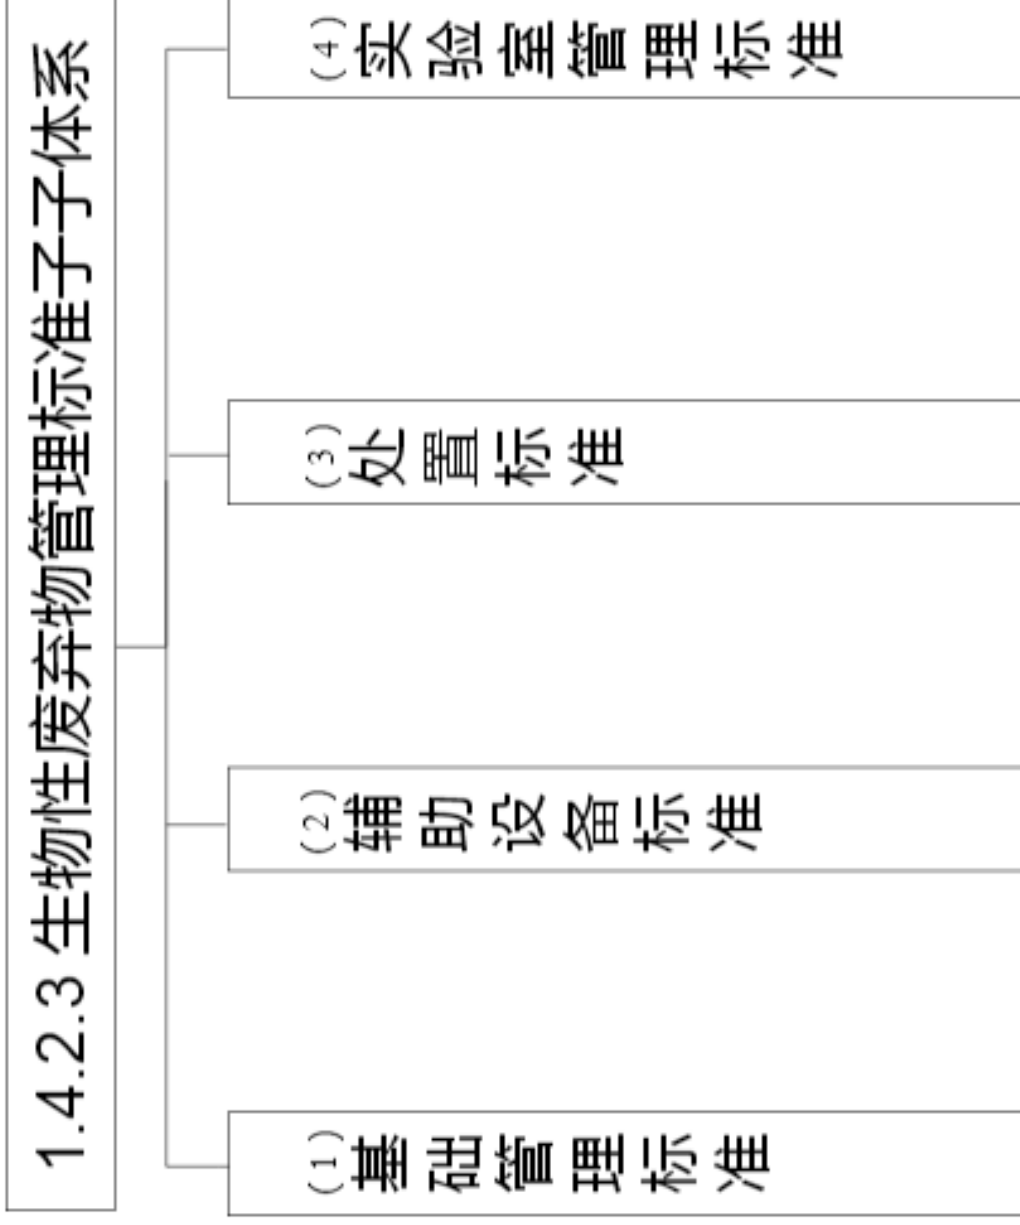 1.4.2.3 生物性废弃物管理标准子子体系
(1)基础管理标准
(2)辅助设备标准
(3)处置标准
(4)实验室管理标准